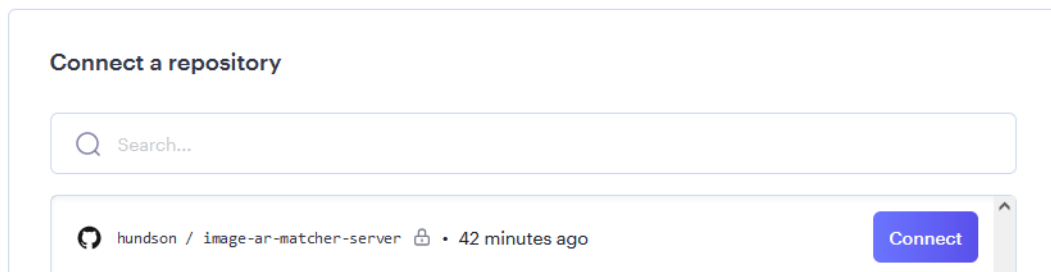 Connect a repository
Search...
hundson / image-ar-matcher-server • 42 minutes ago Connect